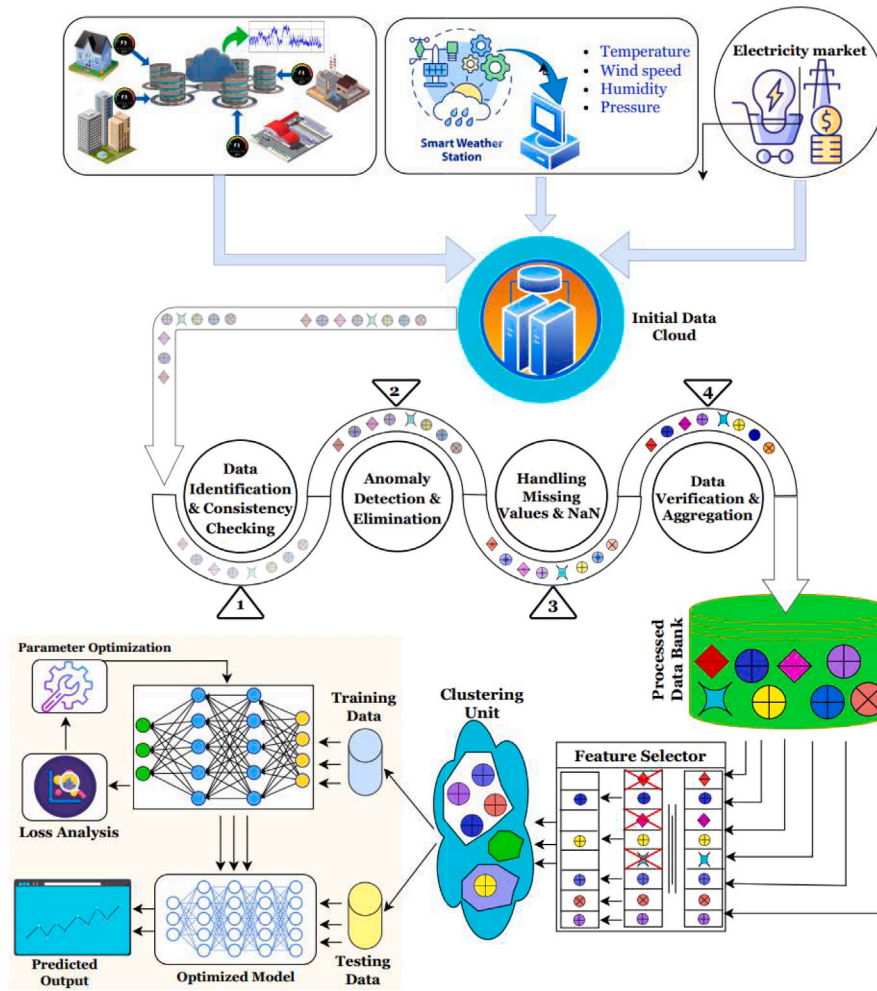 Smart Weather
Station
• Temperature
• Wind speed
• Humidity
• Pressure
Electricity market
Initial Data
Cloud
2
4
Data
Identification
& Consistency
Checking
Anomaly
Detection &
Elimination
Handling
Missing
Values & NaN
Data
Verification &
Aggregation
1
3
Processed
Data Bank
Parameter Optimization
Training
Data
Loss Analysis
Clustering
Unit
Feature Selector
Predicted
Output
Optimized Model
Testing
Data